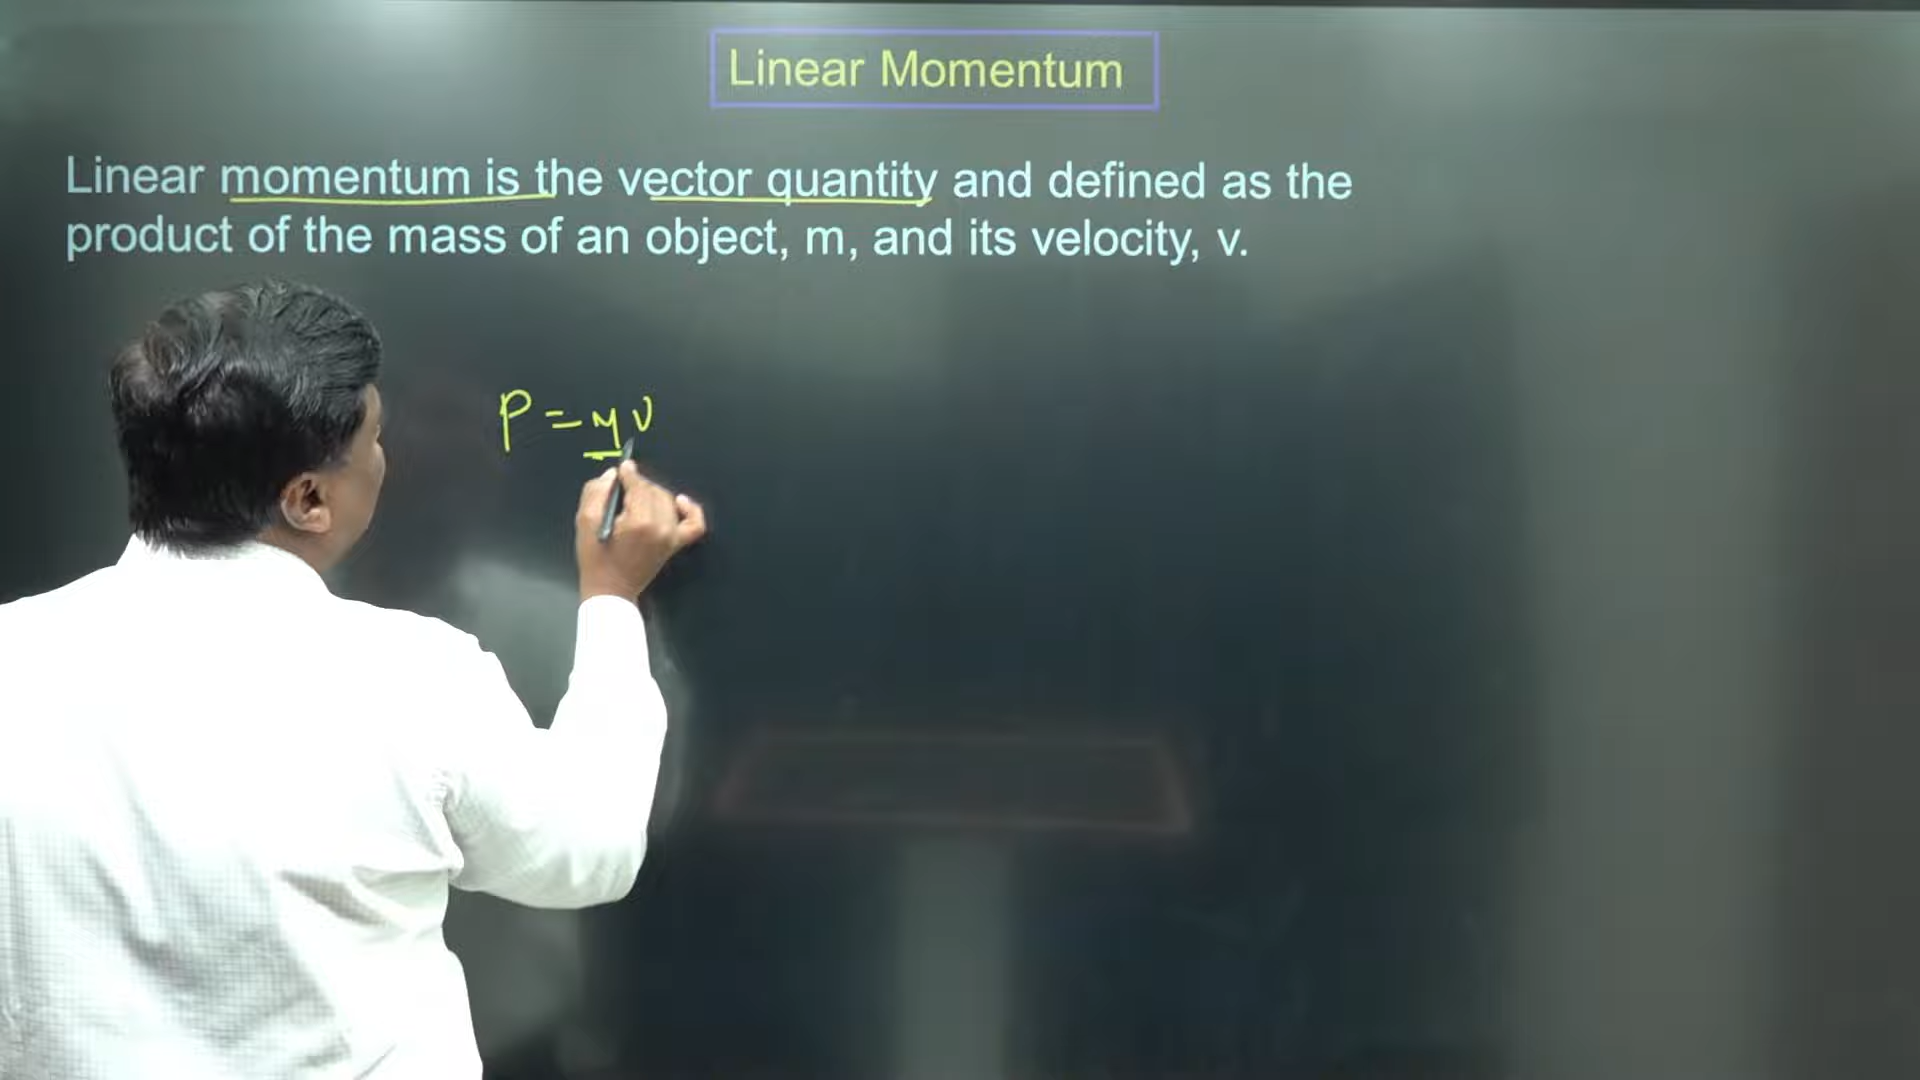 Linear Momentum
Linear momentum is the vector quantity and defined as the
product of the mass of an object, m, and its velocity, v.
P = mv